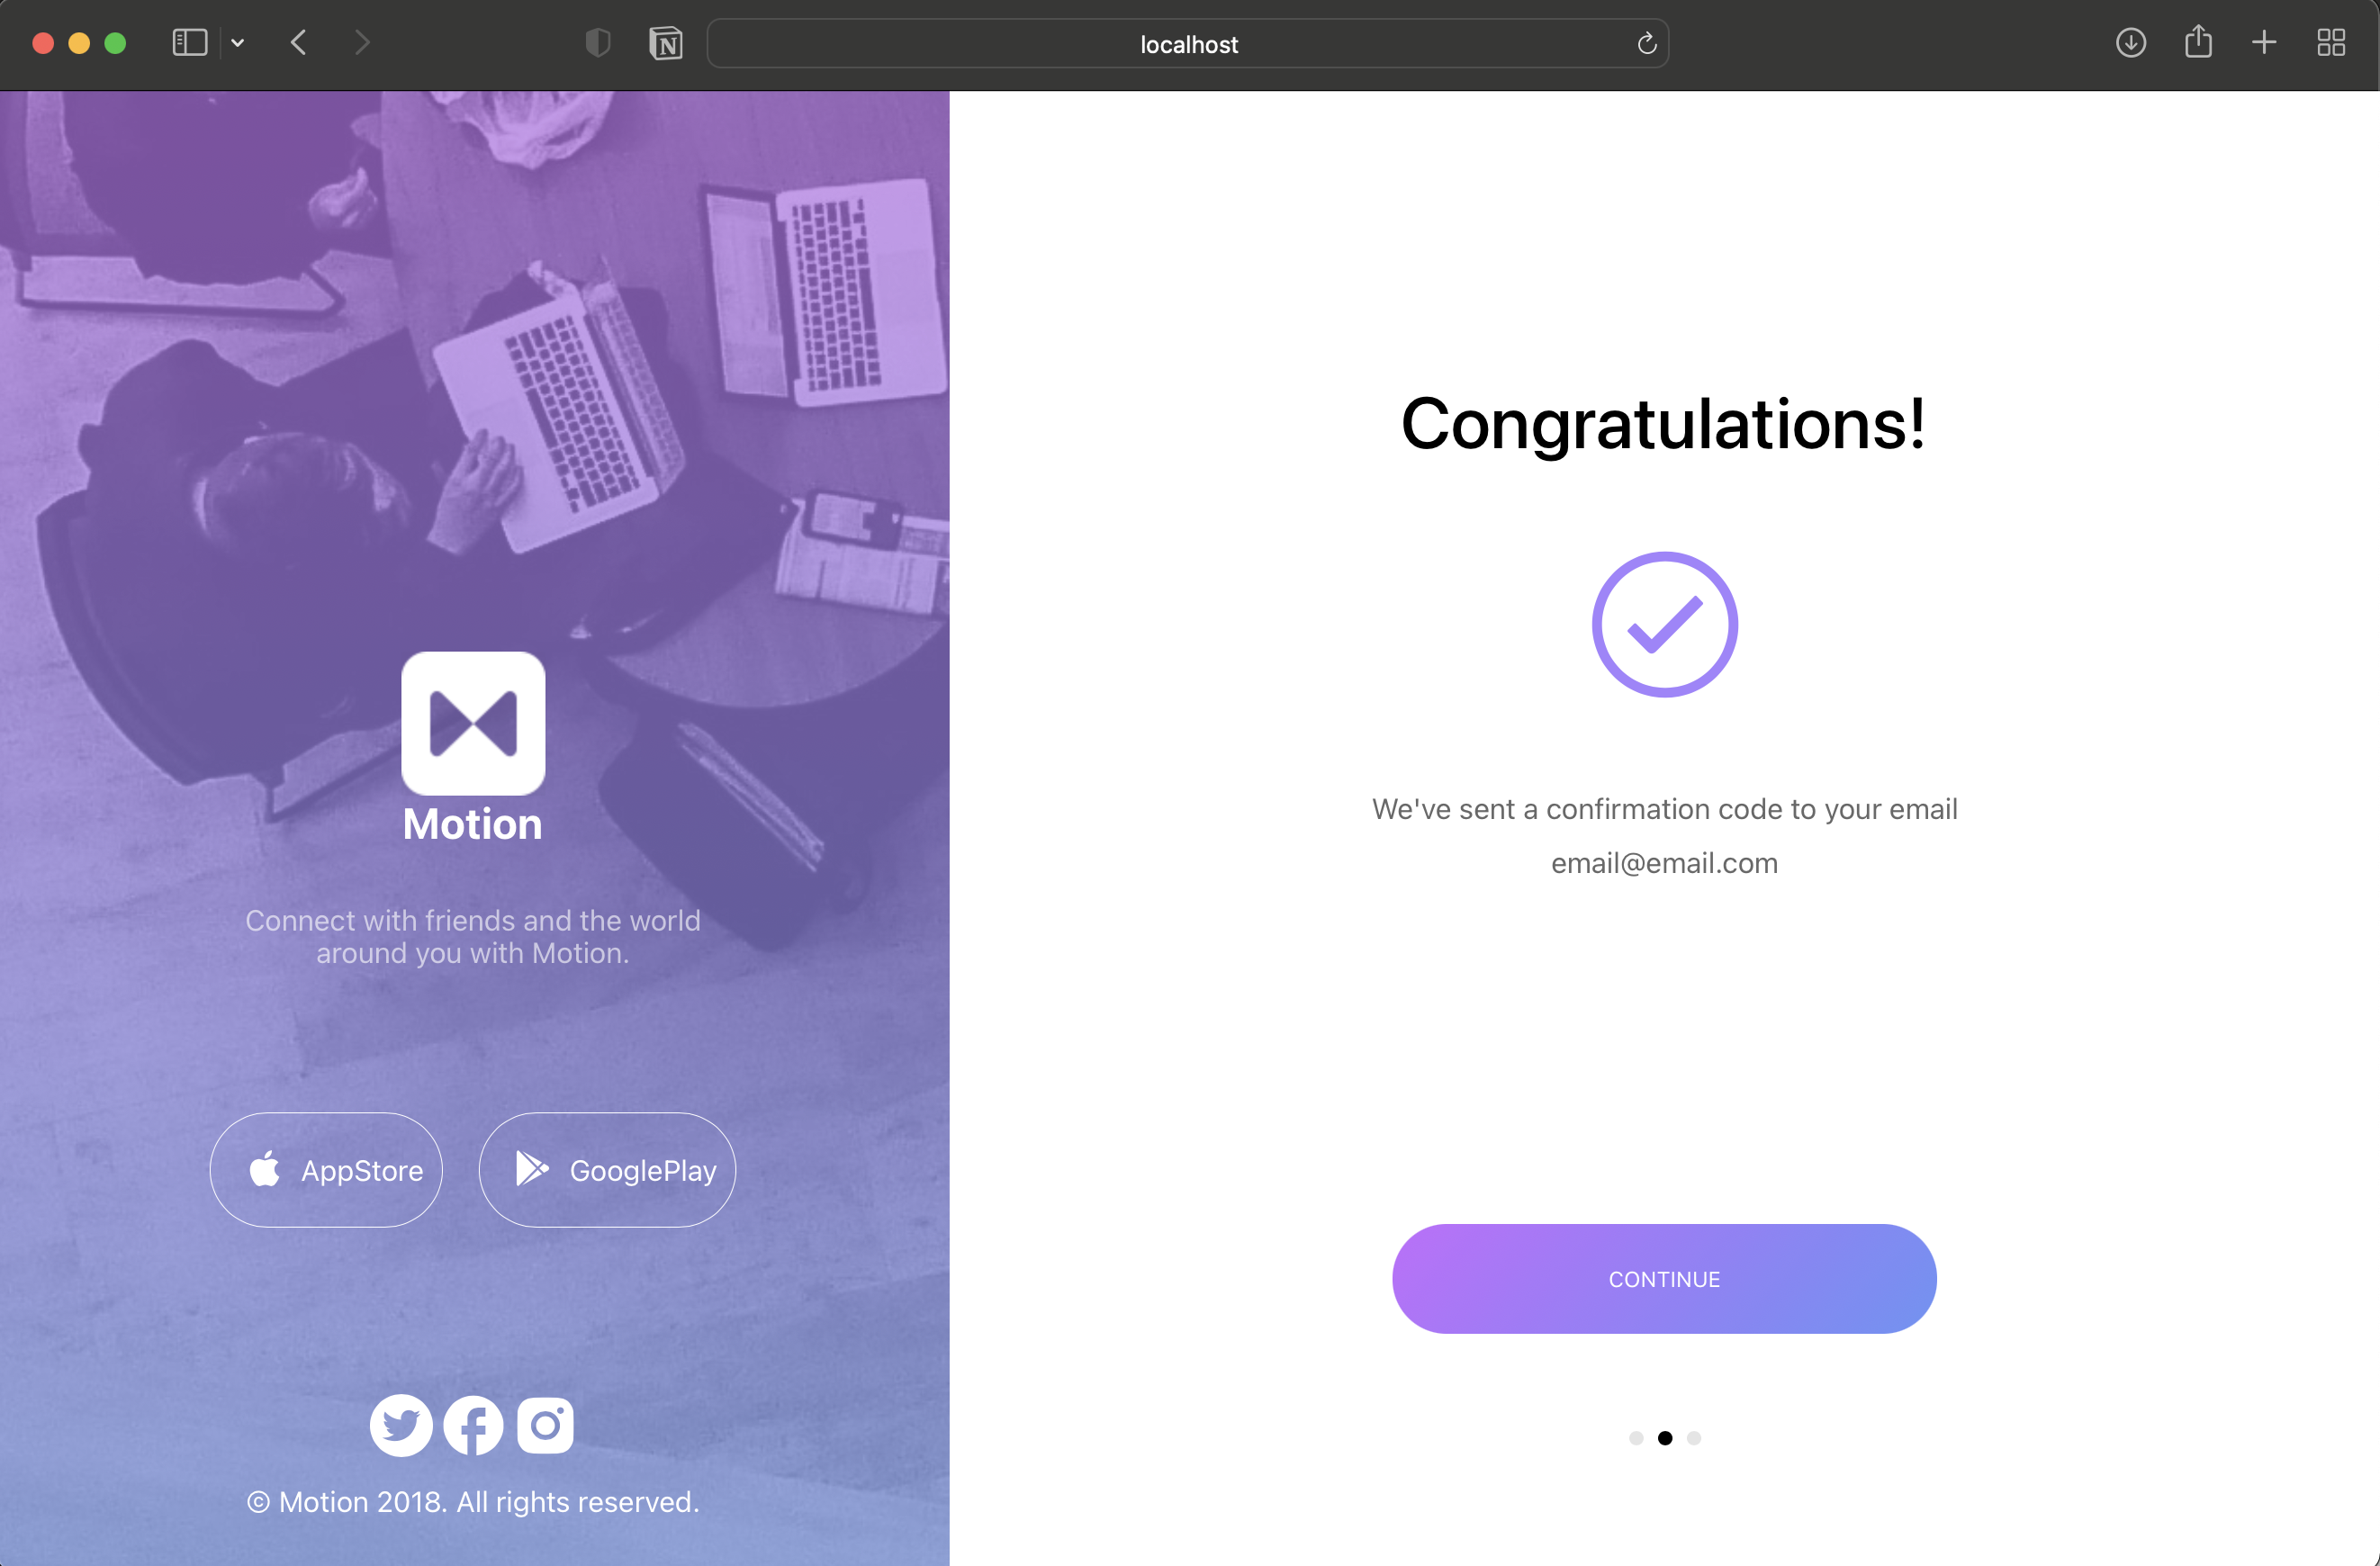 localhost
Motion
Connect with friends and the world
around you with Motion.
AppStore
GooglePlay
© Motion 2018. All rights reserved.
Congratulations!
We've sent a confirmation code to your email
email@email.com
CONTINUE